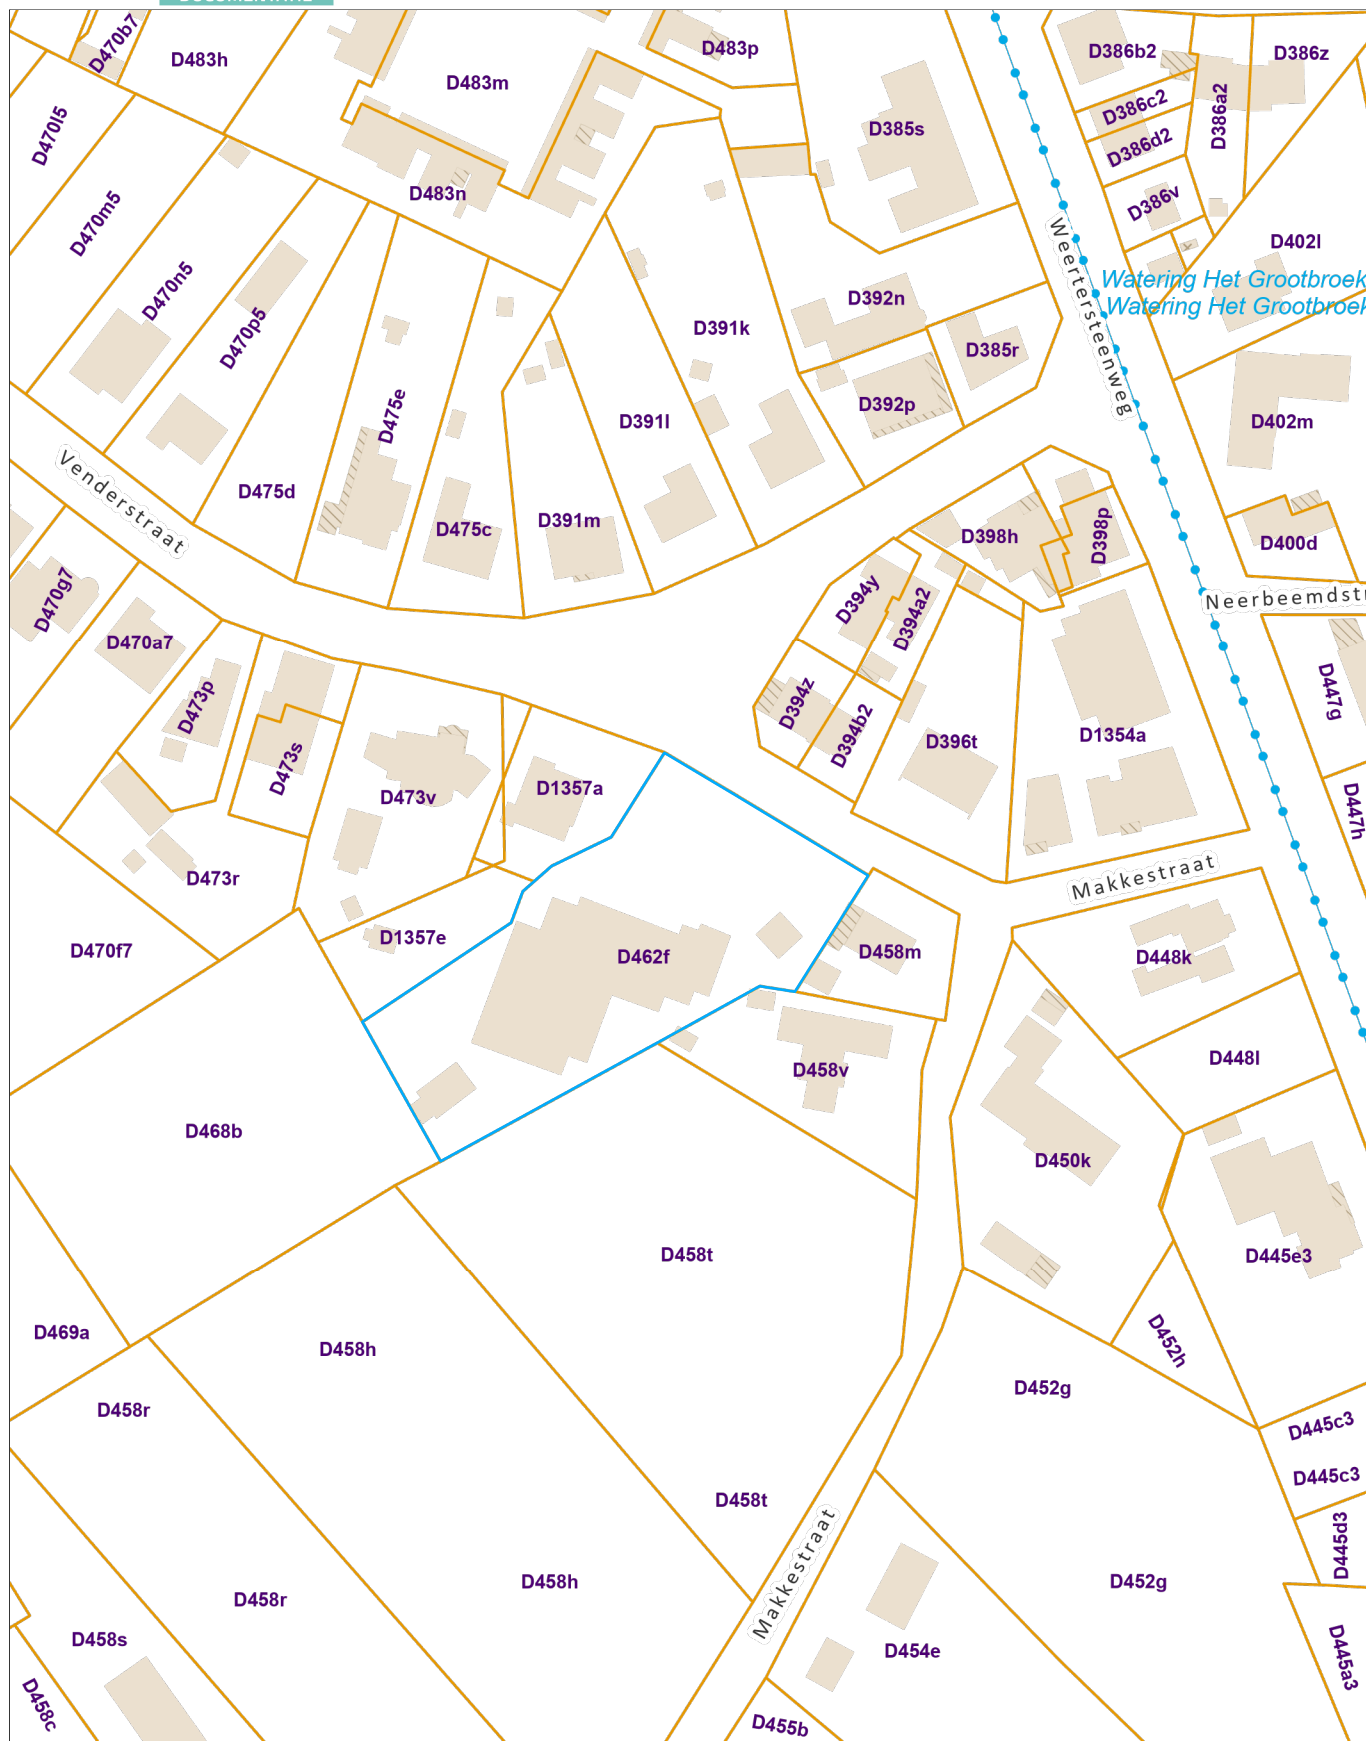 D470b7
D483h
D483m
D483p
D386b2
D386z
D386c2
D386a2
D385s
D386d2
D470l5
D483n
D470m5
D386v
D402l
Weertersteenweg
Watering Het Grootbroek
Watering Het Grootbroek
D470n5
D470p5
D392n
D391k
D385r
D475e
D392p
D391l
D402m
Venderstraat
D475d
D475c
D391m
D398h
D398p
D400d
D470g7
D394y
D394a2
Neerbeemdstr
D470a7
D473p
D394z
D394b2
D447g
D396t
D1354a
D473s
D473v
D1357a
D447h
D473r
Makkestraat
D470f7
D1357e
D462f
D458m
D448k
D458v
D448l
D468b
D450k
D458t
D445e3
D469a
D458h
D452h
D458r
D452g
D445c3
D445c3
D458t
D445d3
Makkestraat
D458h
D452g
D458r
D458s
D454e
D445a3
D458c
D455b